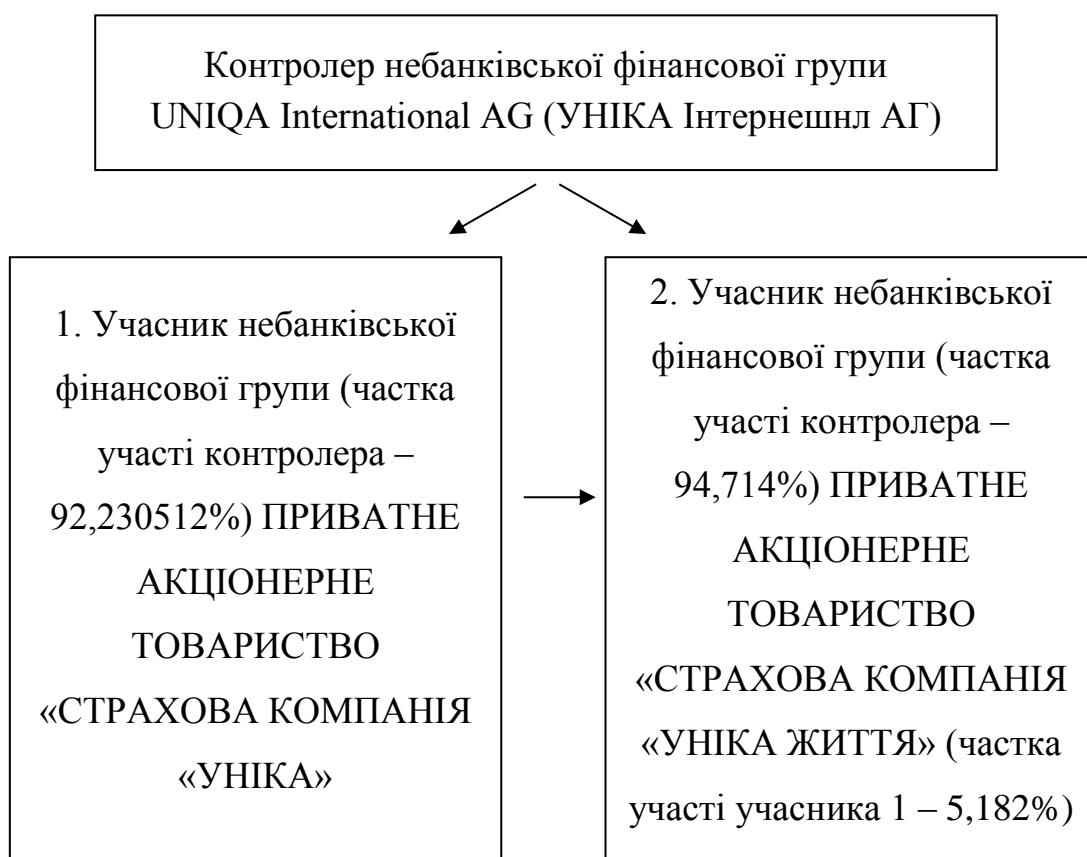 Контролер небанківської фінансової групи
UNIQA International AG (УНІКА Інтернешнл АГ)
1. Учасник небанківської
фінансової групи (частка
участі контролера –
92,230512%) ПРИВАТНЕ
АКЦІОНЕРНЕ
ТОВАРИСТВО
«СТРАХОВА КОМПАНІЯ
«УНІКА»
2. Учасник небанківської
фінансової групи (частка
участі контролера –
94,714%) ПРИВАТНЕ
АКЦІОНЕРНЕ
ТОВАРИСТВО
«СТРАХОВА КОМПАНІЯ
«УНІКА ЖИТТЯ» (частка
участі учасника 1 – 5,182%)